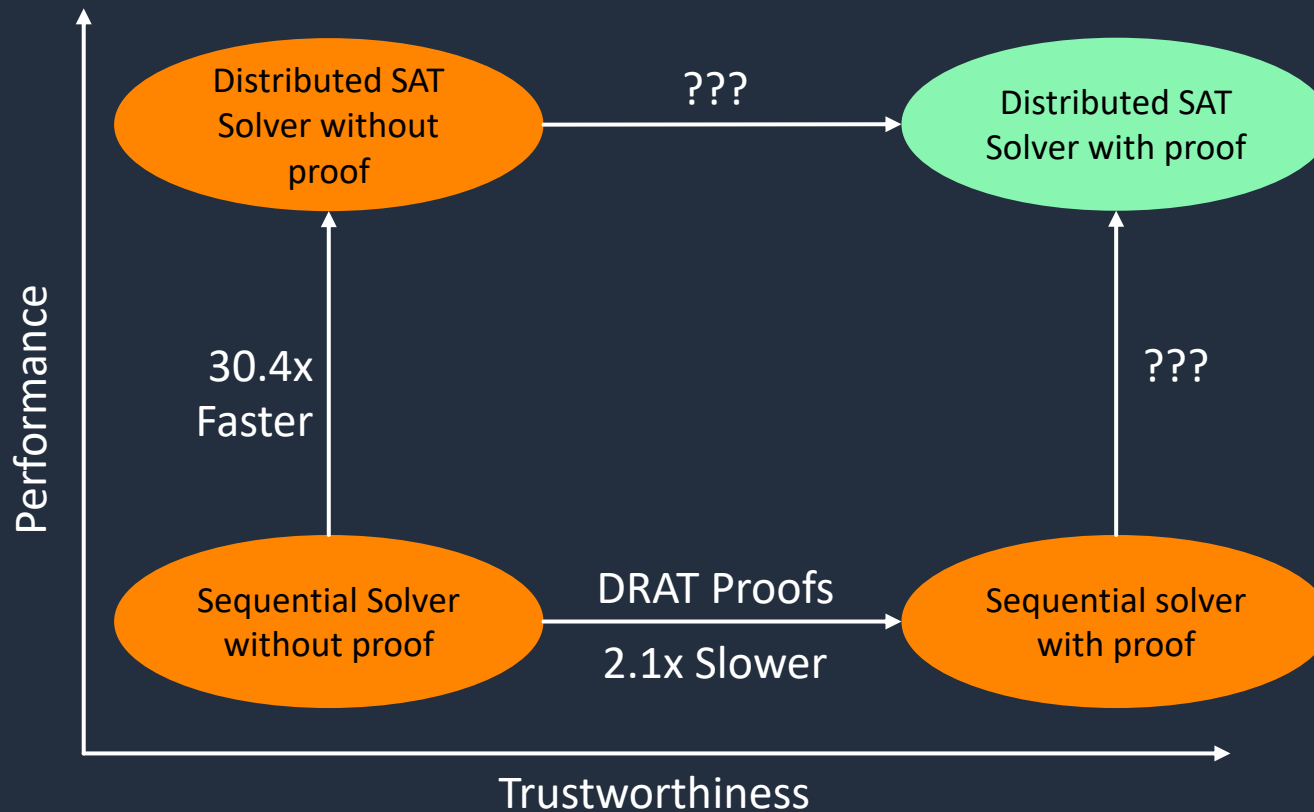 Distributed SAT
Solver without
proof
???
Distributed SAT
Solver with proof
Performance
30.4x
Faster
???
Sequential Solver
without proof
DRAT Proofs
2.1x Slower
Sequential solver
with proof
Trustworthiness